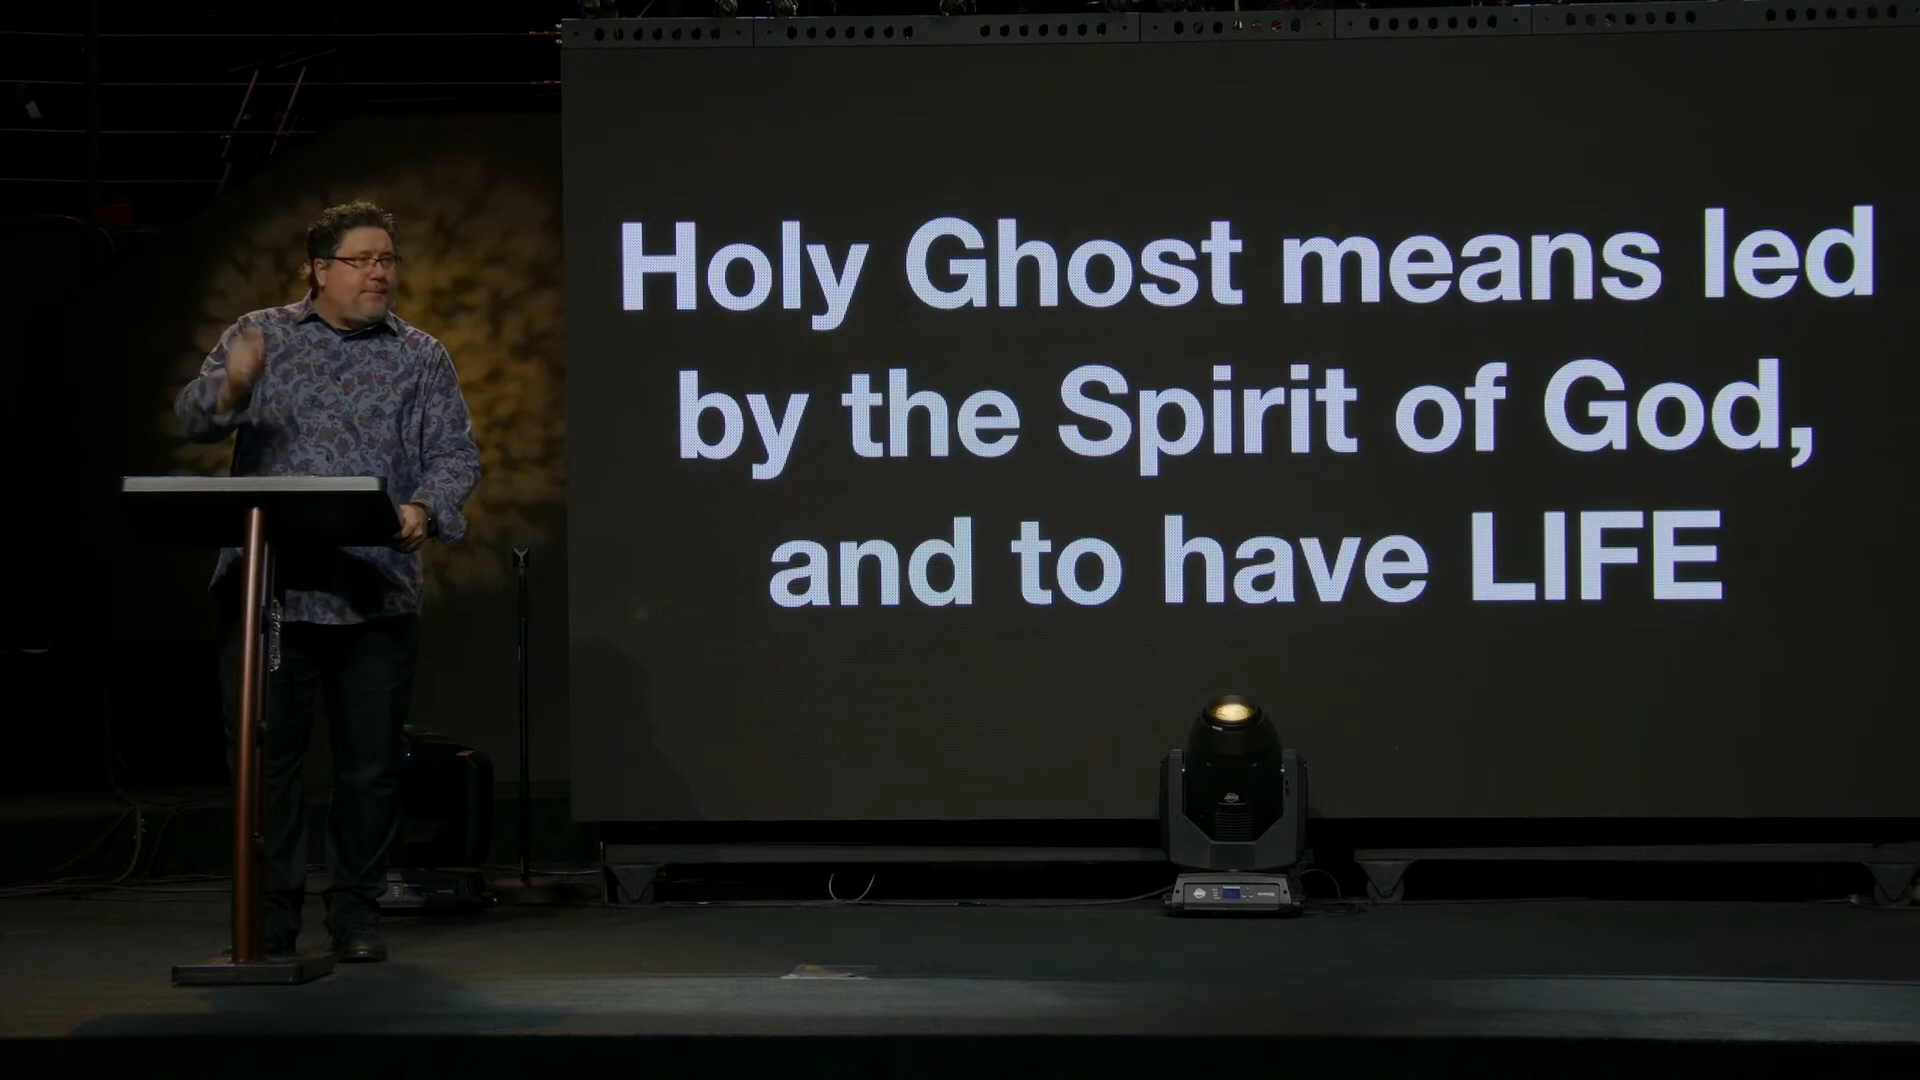 Holy Ghost means led
by the Spirit of God,
and to have LIFE